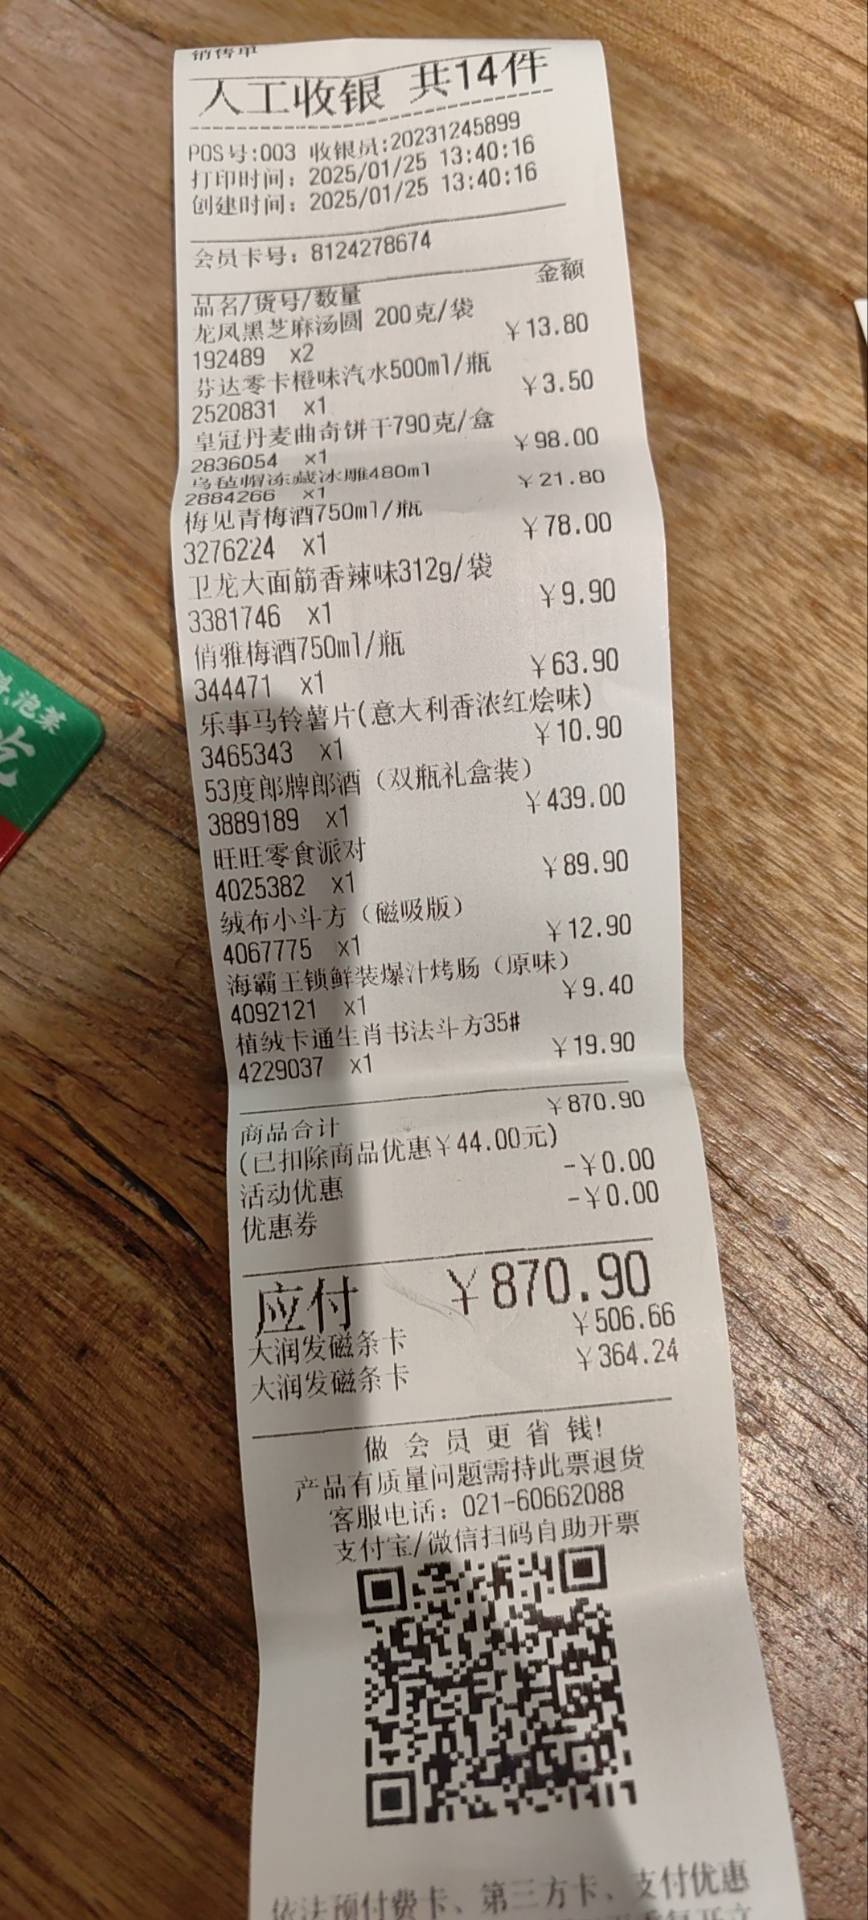 销售单
人工收银 共14件
POS号:003 收银员:20231245899
打印时间: 2025/01/25 13:40:16
创建时间: 2025/01/25 13:40:16
会员卡号: 8124278674
品名/货号/数量 金额
龙凤黑芝麻汤圆 200克/袋
192489 x2 ￥13.80
芬达零卡橙味汽水500ml/瓶
2520831 x1 ￥3.50
皇冠丹麦曲奇饼干790克/盒
2836054 x1 ￥98.00
乌毡帽冻藏冰雕480ml
2884266 x1 ￥21.80
梅见青梅酒750ml/瓶
3276224 x1 ￥78.00
卫龙大面筋香辣味312g/袋
3381746 x1 ￥9.90
俏雅梅酒750ml/瓶
344471 x1 ￥63.90
乐事马铃薯片(意大利香浓红烩味)
3465343 x1 ￥10.90
53度郎牌郎酒（双瓶礼盒装）
3889189 x1 ￥439.00
旺旺零食派对
4025382 x1 ￥89.90
绒布小斗方（磁吸版）
4067775 x1 ￥12.90
海霸王锁鲜装爆汁烤肠（原味）
4092121 x1 ￥9.40
植绒卡通生肖书法斗方35#
4229037 x1 ￥19.90
商品合计 ￥870.90
(已扣除商品优惠￥44.00元)
活动优惠 -￥0.00
优惠券 -￥0.00
应付 ￥870.90
大润发磁条卡 ￥506.66
大润发磁条卡 ￥364.24
做会员更省钱!
产品有质量问题需持此票退货
客服电话: 021-60662088
支付宝/微信扫码自助开票
依法预付费卡、第三方卡、支付优惠
泡菜